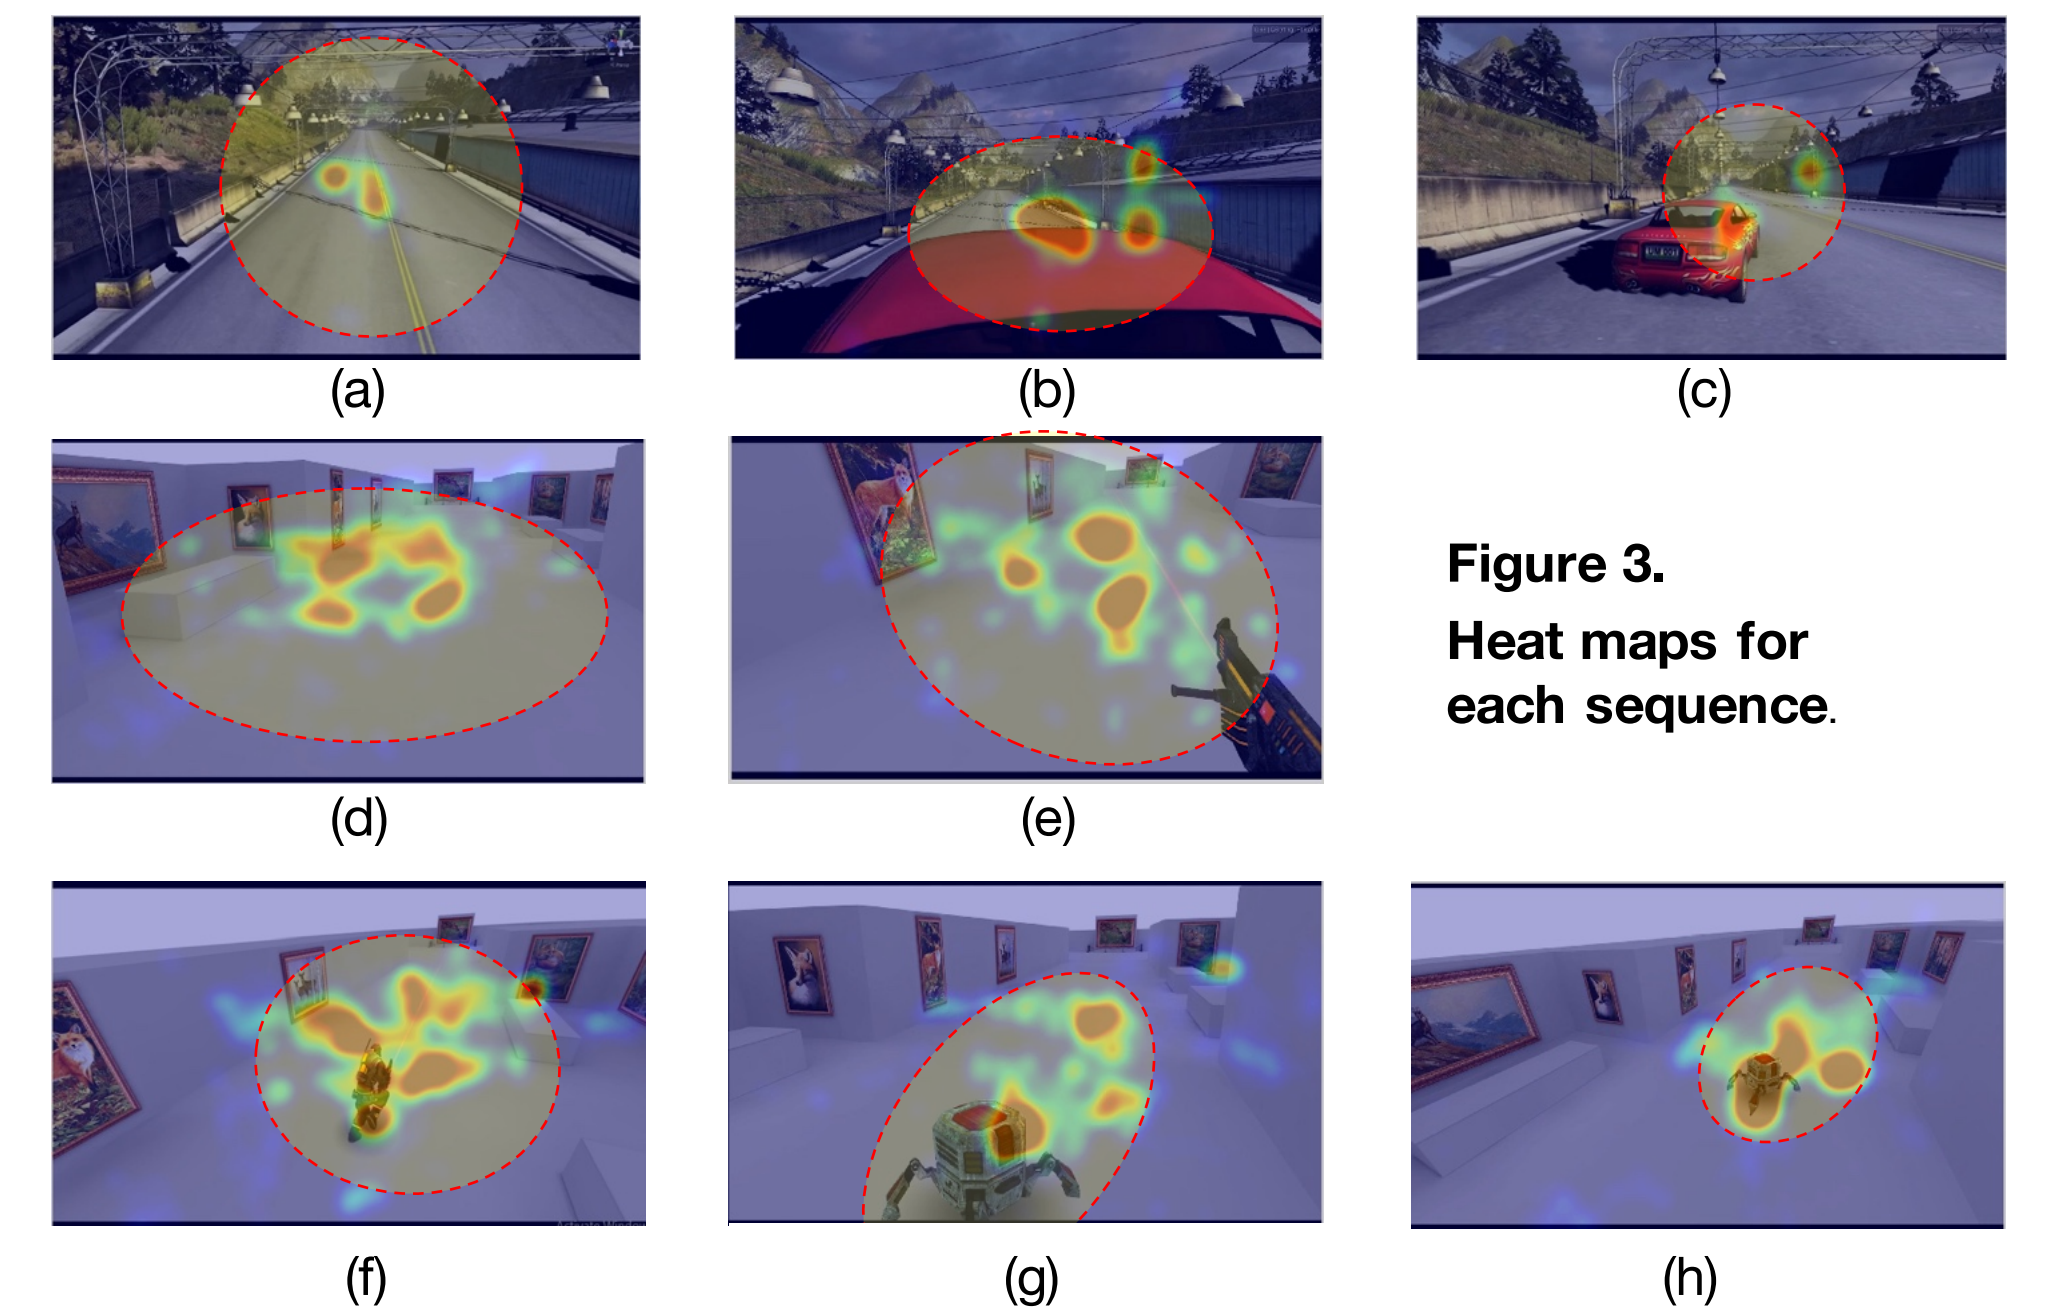 (a)
(b)
(c)
(d)
(e)
Figure 3.
Heat maps for
each sequence.
(f)
(g)
(h)